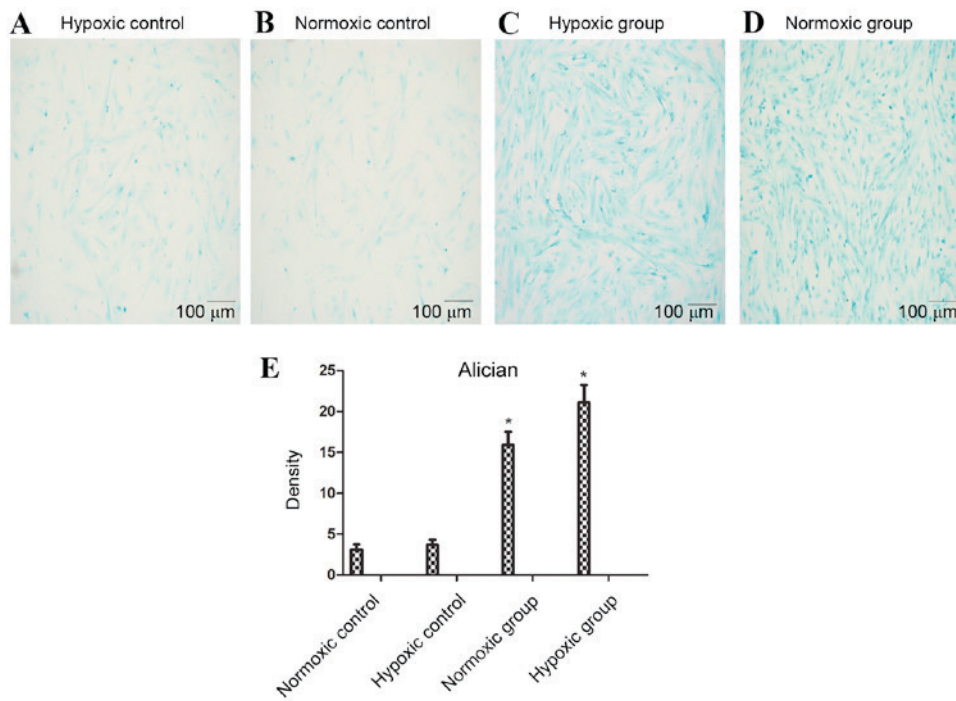 A Hypoxic control
B Normoxic control
C Hypoxic group
D Normoxic group
100 μm
100 μm
100 μm
100 μm
E
Alician
25
20
15
10
5
0
Density
*
*
Normoxic control
Hypoxic control
Normoxic group
Hypoxic group